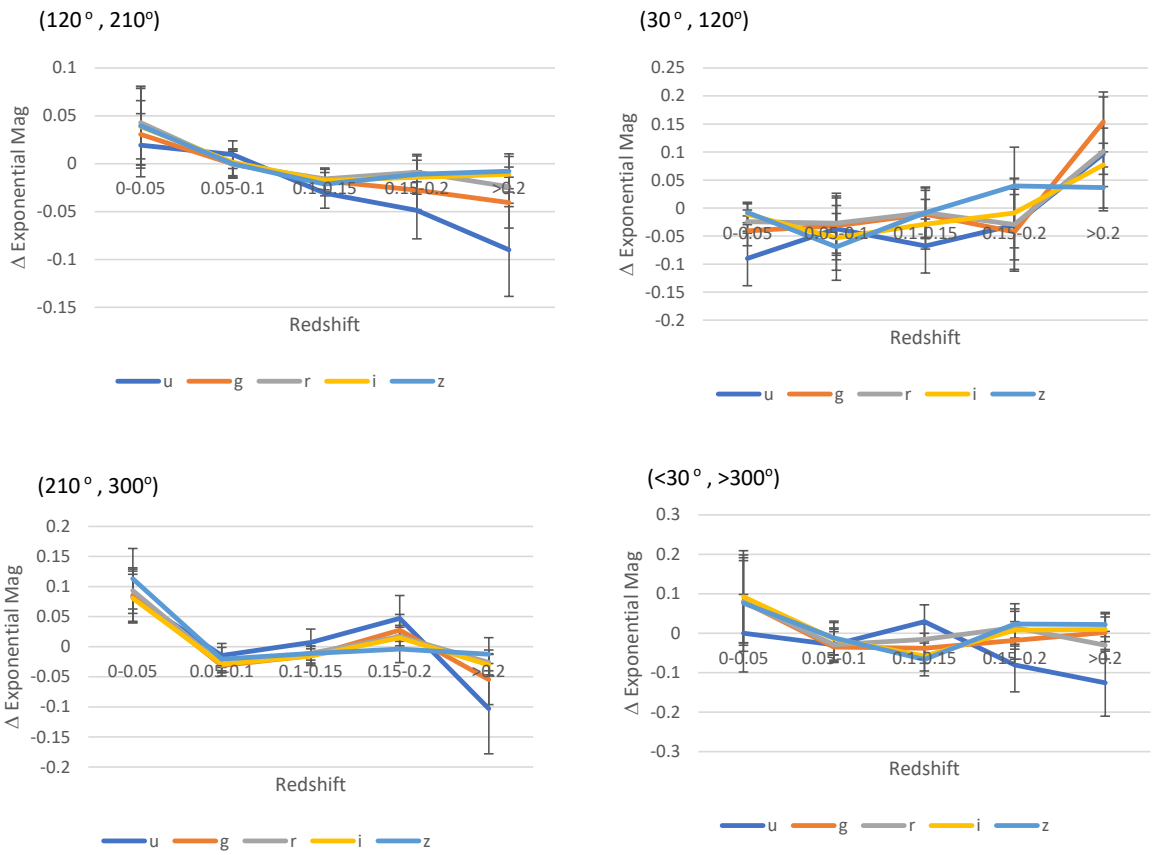 (120 º , 210º)
0.1
0.05
0
-0.05
-0.1
-0.15
Δ Exponential Mag
0-0.05 0.05-0.1 0.1-0.15 0.15-0.2 >0.2
Redshift
u g r i z
(30 º , 120º)
0.25
0.2
0.15
0.1
0.05
0
-0.05
-0.1
-0.15
-0.2
Δ Exponential Mag
0-0.05 0.05-0.1 0.1-0.15 0.15-0.2 >0.2
Redshift
u g r i z
(210 º , 300º)
0.2
0.15
0.1
0.05
0
-0.05
-0.1
-0.15
-0.2
Δ Exponential Mag
0-0.05 0.05-0.1 0.1-0.15 0.15-0.2 >0.2
Redshift
u g r i z
(<30 º , >300º)
0.3
0.2
0.1
0
-0.1
-0.2
-0.3
Δ Exponential Mag
0-0.05 0.05-0.1 0.1-0.15 0.15-0.2 >0.2
Redshift
u g r i z